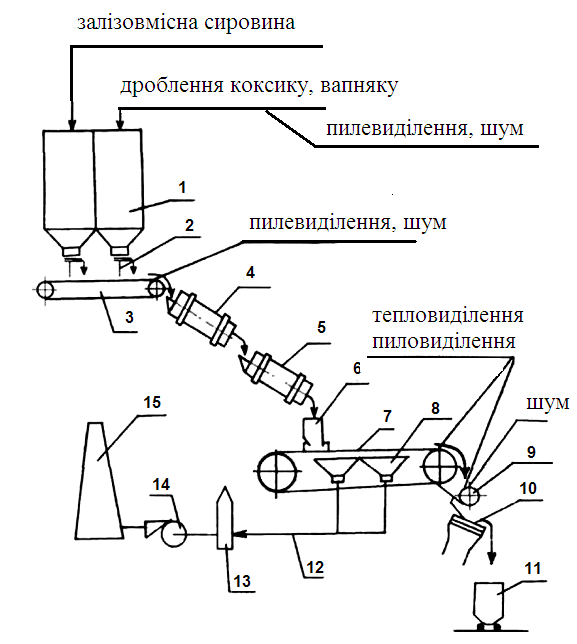 залізовмісна сировина
дроблення коксику, вапняку
пилевиділення, шум
1
2
пилевиділення, шум
3
4
5
тепловиділення
пиловиділення
6
7
8
шум
9
10
15
14
13
12
11